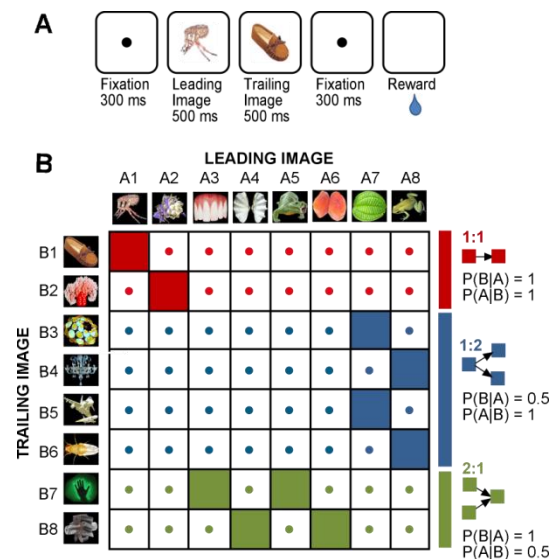 A
Fixation
300 ms
Leading
Image
500 ms
Trailing
Image
500 ms
Fixation
300 ms
Reward
B
LEADING IMAGE
A1 A2 A3 A4 A5 A6 A7 A8
TRAILING IMAGE
B1
B2
B3
B4
B5
B6
B7
B8
1:1
P(B|A) = 1
P(A|B) = 1
1:2
P(B|A) = 0.5
P(A|B) = 1
2:1
P(B|A) = 1
P(A|B) = 0.5